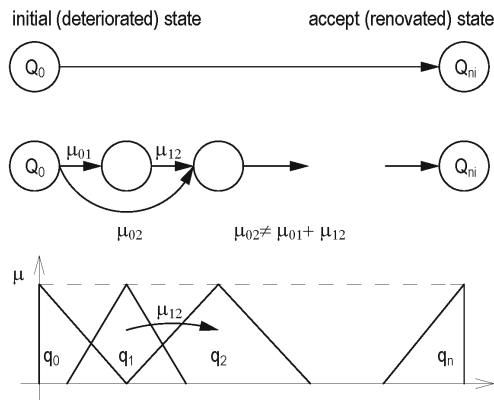 initial (deteriorated) state accept (renovated) state
Q0 Qni
Q0 μ01 μ12 Qni
μ02 μ02≠ μ01+ μ12
μ
μ12
q0 q1 q2 qn